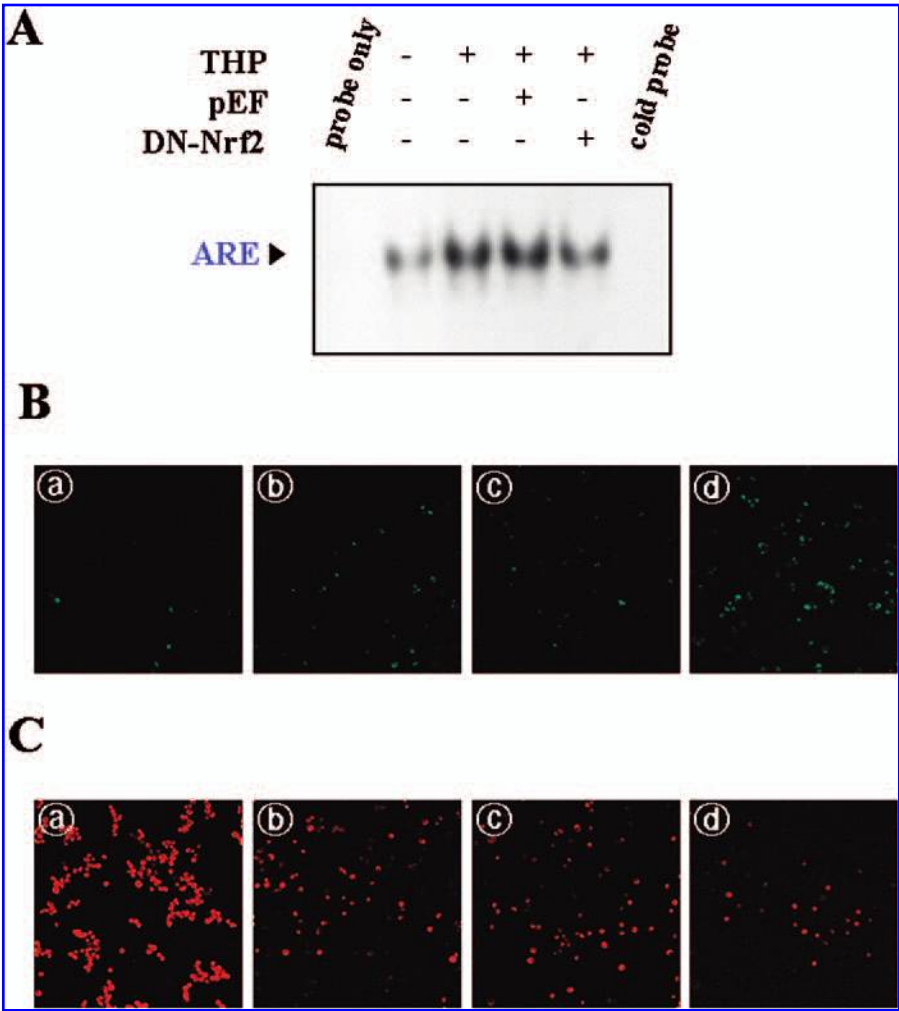 A
THP - + + +
pEF - - + -
DN-Nrf2 - - - +
probe only
cold probe
ARE
B
a b c d
C
a b c d